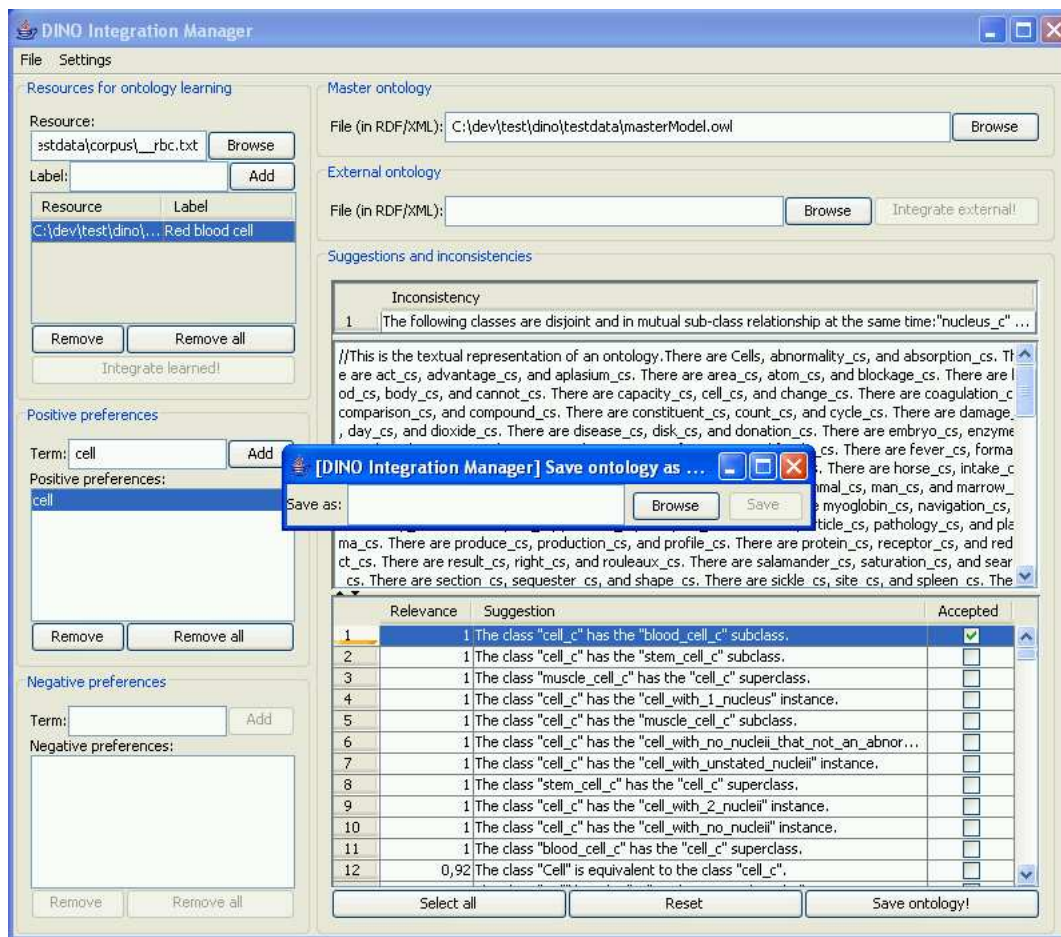 DINO Integration Manager
File Settings
Resources for ontology learning
Resource:
estdata\corpus\__rbc.txt Browse
Label: Add
Resource Label
C:\dev\test\dino\... Red blood cell
Remove Remove all
Integrate learned!
Positive preferences
Term: cell Add
Positive preferences:
cell
Remove Remove all
Negative preferences
Term: Add
Negative preferences:
Remove Remove all
Master ontology
File (in RDF/XML): C:\dev\test\dino\testdata\masterModel.owl Browse
External ontology
File (in RDF/XML): Browse Integrate external!
Suggestions and inconsistencies
Inconsistency
1 The following classes are disjoint and in mutual sub-class relationship at the same time:"nucleus_c" ...
//This is the textual representation of an ontology.There are Cells, abnormality_cs, and absorption_cs. Th
e are act_cs, advantage_cs, and aplasium_cs. There are area_cs, atom_cs, and blockage_cs. There are
od_cs, body_cs, and cannot_cs. There are capacity_cs, cell_cs, and change_cs. There are coagulation_c
comparison_cs, and compound_cs. There are constituent_cs, count_cs, and cycle_cs. There are damage_
, day_cs, and dioxide_cs. There are disease_cs, disk_cs, and donation_cs. There are embryo_cs, enzyme
cs. There are fever_cs, forma
. There are horse_cs, intake_c
mal_cs, man_cs, and marrow_
myoglobin_cs, navigation_cs,
ticle_cs, pathology_cs, and pla
ma_cs. There are produce_cs, production_cs, and profile_cs. There are protein_cs, receptor_cs, and red
ct_cs. There are result_cs, right_cs, and rouleaux_cs. There are salamander_cs, saturation_cs, and sear
_cs. There are section_cs, sequester_cs, and shape_cs. There are sickle_cs, site_cs, and spleen_cs. The
[DINO Integration Manager] Save ontology as ...
Save as: Browse Save
Relevance Suggestion Accepted
1 1 The class "cell_c" has the "blood_cell_c" subclass.
2 1 The class "cell_c" has the "stem_cell_c" subclass.
3 1 The class "muscle_cell_c" has the "cell_c" superclass.
4 1 The class "cell_c" has the "cell_with_1_nucleus" instance.
5 1 The class "cell_c" has the "muscle_cell_c" subclass.
6 1 The class "cell_c" has the "cell_with_no_nucleii_that_not_an_abnor...
7 1 The class "cell_c" has the "cell_with_unstated_nucleii" instance.
8 1 The class "stem_cell_c" has the "cell_c" superclass.
9 1 The class "cell_c" has the "cell_with_2_nucleii" instance.
10 1 The class "cell_c" has the "cell_with_no_nucleii" instance.
11 1 The class "blood_cell_c" has the "cell_c" superclass.
12 0,92 The class "Cell" is equivalent to the class "cell_c".
Select all Reset Save ontology!